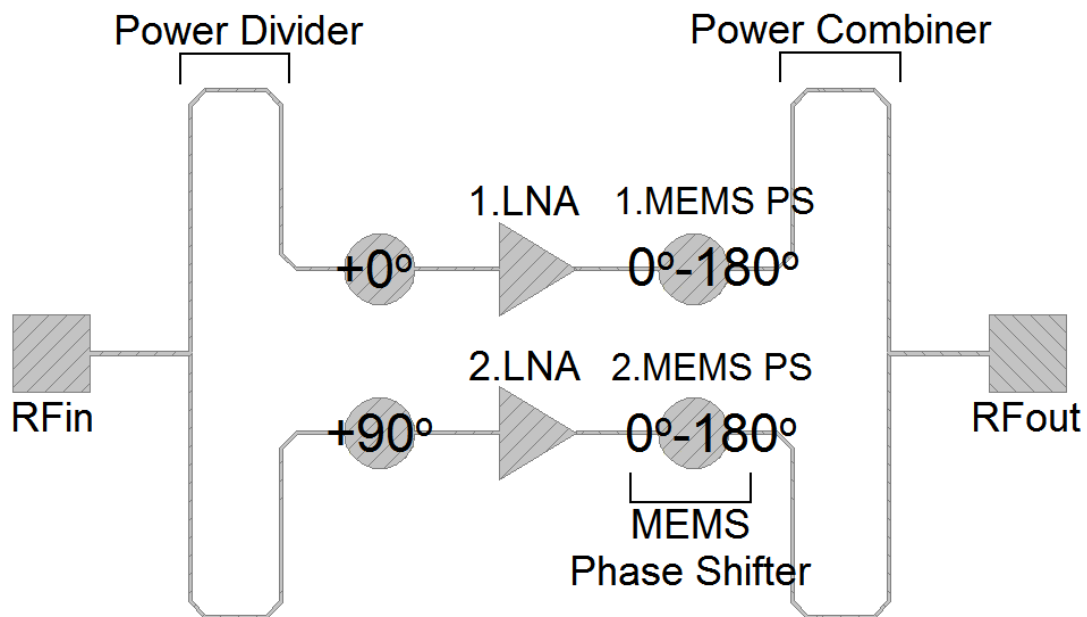 Power Divider
Power Combiner
1.LNA
1.MEMS PS
+0º
0º-180º
RFin
2.LNA
2.MEMS PS
RFout
+90º
0º-180º
MEMS
Phase Shifter